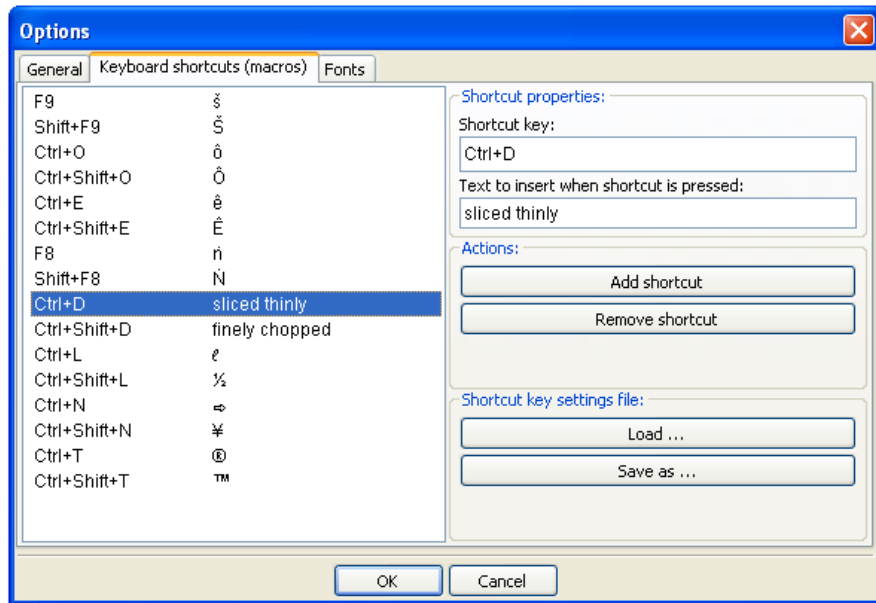 Options
General Keyboard shortcuts (macros) Fonts
F9 š
Shift+F9 Š
Ctrl+O ô
Ctrl+Shift+O Ô
Ctrl+E ê
Ctrl+Shift+E Ê
F8 ṅ
Shift+F8 Ṅ
Ctrl+D sliced thinly
Ctrl+Shift+D finely chopped
Ctrl+L ℓ
Ctrl+Shift+L ½
Ctrl+N ⇨
Ctrl+Shift+N ¥
Ctrl+T ®
Ctrl+Shift+T ™
Shortcut properties:
Shortcut key:
Ctrl+D
Text to insert when shortcut is pressed:
sliced thinly
Actions:
Add shortcut
Remove shortcut
Shortcut key settings file:
Load ...
Save as ...
OK Cancel